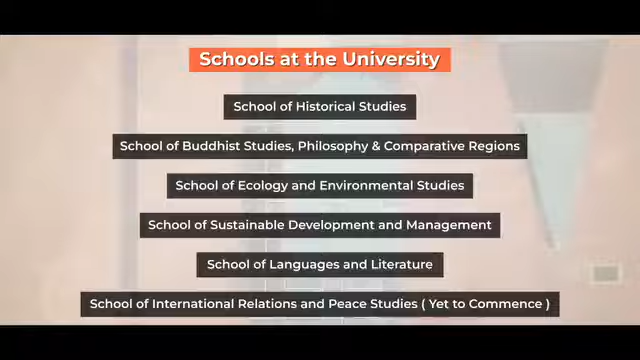 Schools at the University
School of Historical Studies
School of Buddhist Studies, Philosophy & Comparative Regions
School of Ecology and Environmental Studies
School of Sustainable Development and Management
School of Languages and Literature
School of International Relations and Peace Studies ( Yet to Commence )